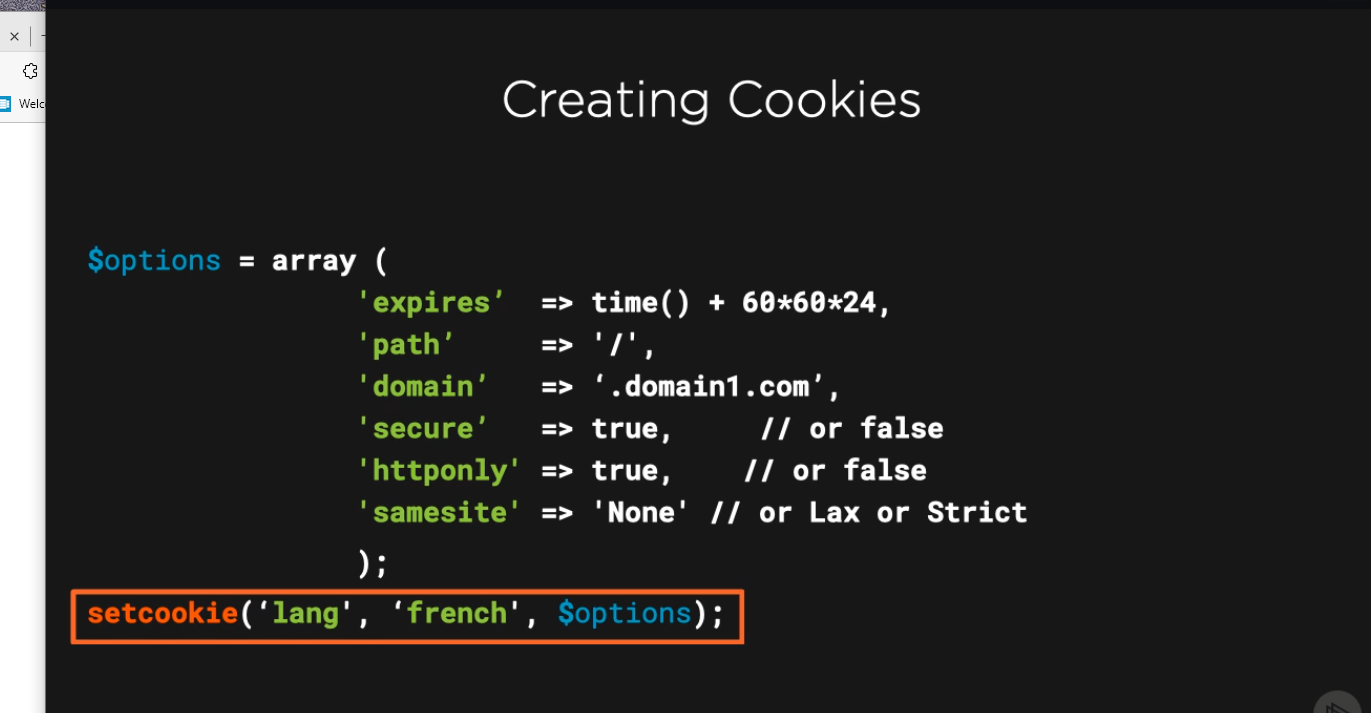 Welc
Creating Cookies
$options = array (
'expires’ => time() + 60*60*24,
'path’ => '/',
'domain’ => ‘.domain1.com’,
'secure’ => true, // or false
'httponly' => true, // or false
'samesite' => 'None' // or Lax or Strict
);
setcookie(‘lang', ‘french', $options);